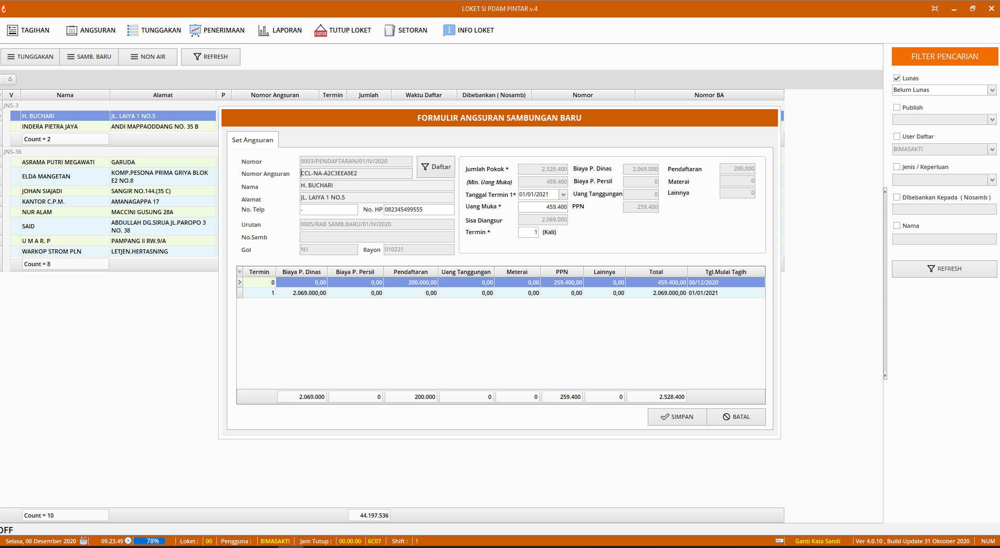 LOKET SI PDAM PINTAR v.4
TAGIHAN ANGSURAN TUNGGAKAN PENERIMAAN LAPORAN CLOSE TUTUP LOKET SETORAN INFO LOKET
TUNGGAKAN SAMB. BARU NON AIR REFRESH
V Nama Alamat P Nomor Angsuran Termin Jumlah Waktu Daftar Dibebankan ( Nosamb) Nomor Nomor BA
JNS-3
H. BUCHARI JL. LAIYA 1 NO.5
INDERA PIETRA JAYA ANDI MAPPAODDANG NO. 35 B
Count = 2
JNS-36
ASRAMA PUTRI MEGAWATI GARUDA
ELDA MANGETAN KOMP.PESONA PRIMA GRIYA BLOK
E2 NO.8
JOHAN SIAJADI SANGIR NO.144.(35 C)
KANTOR C.P.M. AMANAGAPPA 17
NUR ALAM MACCINI GUSUNG 28A
SAID ABDULLAH DG.SIRUA JL.PAROPO 3
NO. 38
U M A R. P PAMPANG II RW.9/A
WARKOP STROM PLN LETJEN.HERTASNING
Count = 8
FORMULIR ANGSURAN SAMBUNGAN BARU
Set Angsuran
Nomor 0003/PENDAFTARAN/01/IV/2020
Daftar
Nomor Angsuran CCL-NA-A2C3EEA9E2
Nama H. BUCHARI
Alamat JL. LAIYA 1 NO.5
No. Telp - No. HP 082345499555
Urutan 0005/RAB SAMB.BARU/01/IV/2020
No.Samb
Gol N1 Rayon 010221
Jumlah Pokok * 2.528.400 Biaya P. Dinas 2.069.000 Pendaftaran 200.000
(Min. Uang Muka) 459.400 Biaya P. Persil 0 Materai 0
Tanggal Termin 1* 01/01/2021 Uang Tanggungan 0 Lainnya 0
Uang Muka * 459.400 PPN 259.400
Sisa Diangsur 2.069.000
Termin * 1 (Kali)
Termin Biaya P. Dinas Biaya P. Persil Pendaftaran Uang Tanggungan Meterai PPN Lainnya Total Tgl.Mulai Tagih
0 0,00 0,00 200.000,00 0,00 0,00 259.400,00 0,00 459.400,00 08/12/2020
1 2.069.000,00 0,00 0,00 0,00 0,00 0,00 0,00 2.069.000,00 01/01/2021
2.069.000 0 200.000 0 0 259.400 0 2.528.400
SIMPAN BATAL
FILTER PENCARIAN
Lunas
Belum Lunas
Publish
User Daftar
BIMASAKTI
Jenis / Keperluan
DIbebankan Kepada ( Nosamb )
Nama
REFRESH
Count = 10 44.197.536
OFF
Selasa, 08 Desember 2020 09.23.49 78% Loket : 00 Pengguna : BIMASAKTI Jam Tutup : 00.00.00 6C07 Shift : 1 Ganti Kata Sandi Ver 4.0.10 , Build Update 31 Oktober 2020 NUM